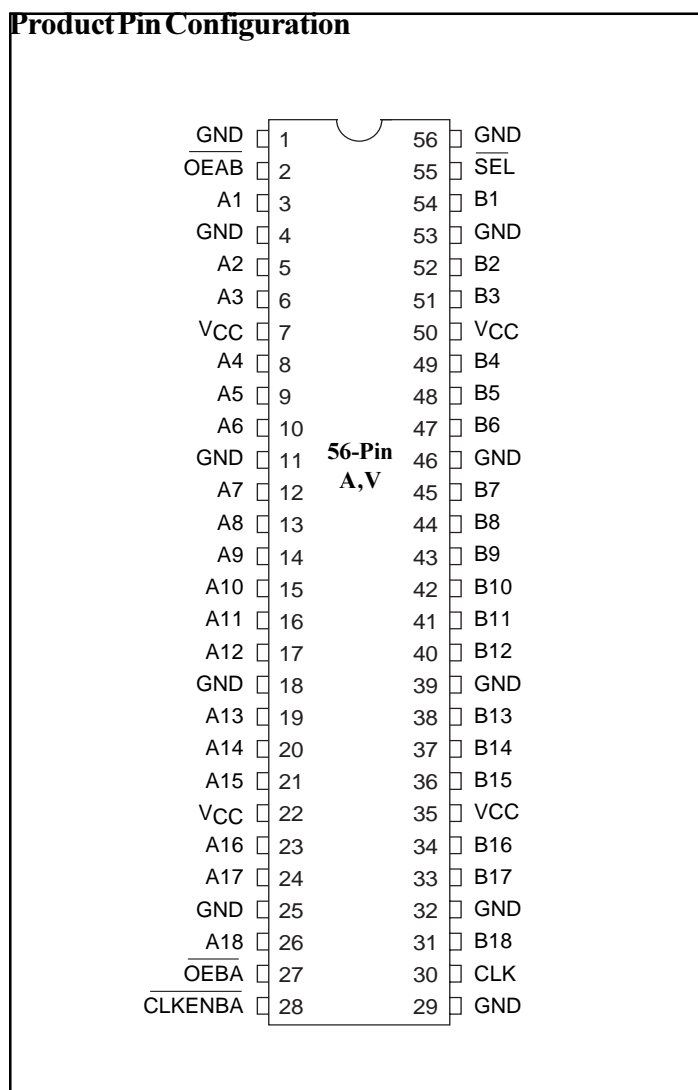 Product Pin Configuration
GND 1 56 GND
OEAB 2 55 SEL
A1 3 54 B1
GND 4 53 GND
A2 5 52 B2
A3 6 51 B3
VCC 7 50 VCC
A4 8 49 B4
A5 9 48 B5
A6 10 47 B6
GND 11 56-Pin 46 GND
A7 12 A,V 45 B7
A8 13 44 B8
A9 14 43 B9
A10 15 42 B10
A11 16 41 B11
A12 17 40 B12
GND 18 39 GND
A13 19 38 B13
A14 20 37 B14
A15 21 36 B15
VCC 22 35 VCC
A16 23 34 B16
A17 24 33 B17
GND 25 32 GND
A18 26 31 B18
OEBA 27 30 CLK
CLKENBA 28 29 GND